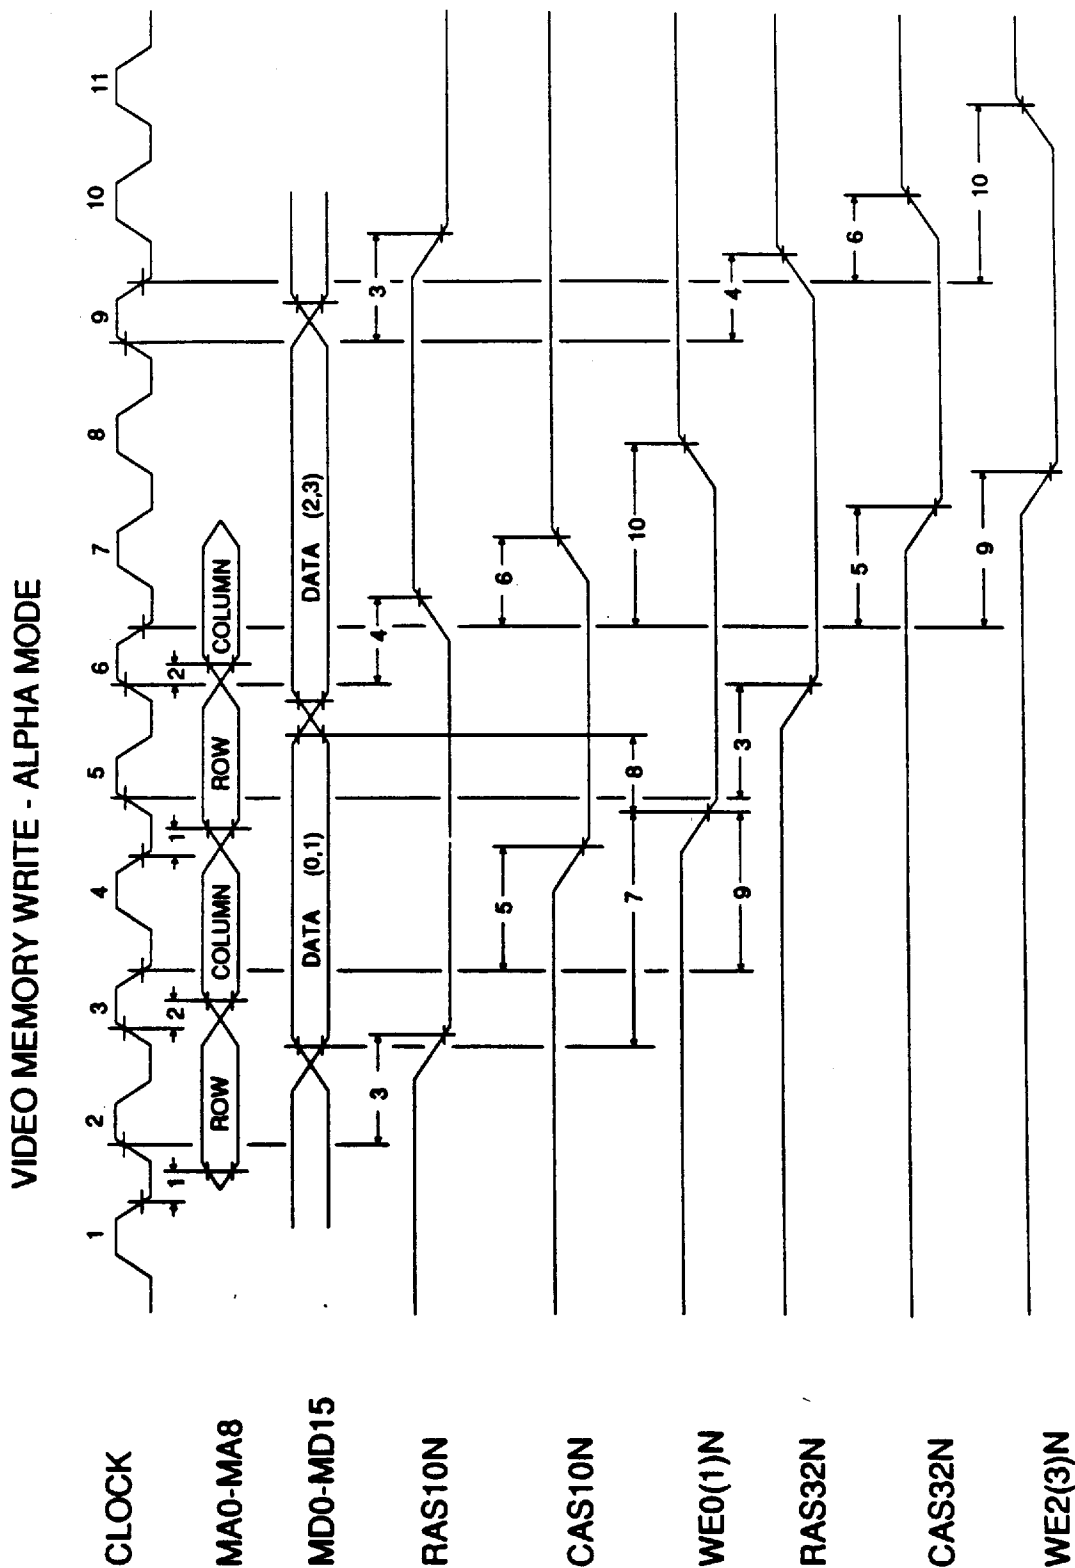 VIDEO MEMORY WRITE - ALPHA MODE
CLOCK 1 2 3 4 5 6 7 8 9 10 11
MA0-MA8 1 ROW 2 COLUMN 1 ROW 2 COLUMN
MD0-MD15 DATA (0,1) DATA (2,3)
RAS10N 3 4 3
CAS10N 5 6
WE0(1)N 7 8 10
9 3 4
RAS32N
CAS32N 5 6
WE2(3)N 9 10